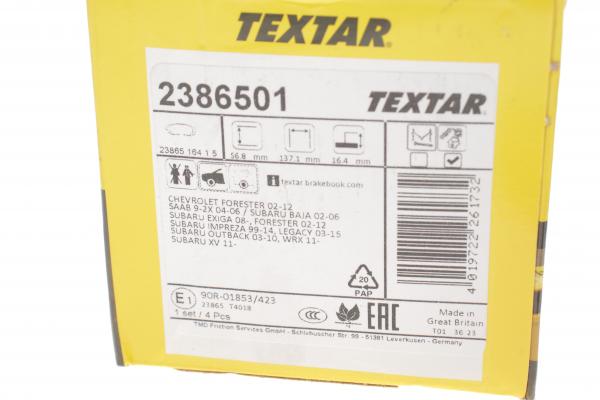 TEXTAR
2386501
TEXTAR
23865 164 1 5
56.8 mm
137.1 mm
16.4 mm
i textar.brakebook.com
CHEVROLET FORESTER 02-12
SAAB 9-2X 04-06 / SUBARU BAJA 02-06
SUBARU EXIGA 08-, FORESTER 02-12
SUBARU IMPREZA 99-14, LEGACY 03-15
SUBARU OUTBACK 03-10, WRX 11-
SUBARU XV 11-
4 019722 261732
20
PAP
E1
90R-01853/423
23865 T4018
1 set / 4 Pcs
CCC
EAC
Made in
Great Britain
T01 36 23
TMD Friction Services GmbH - Schlebuscher Str. 99 - 51381 Leverkusen - Germany